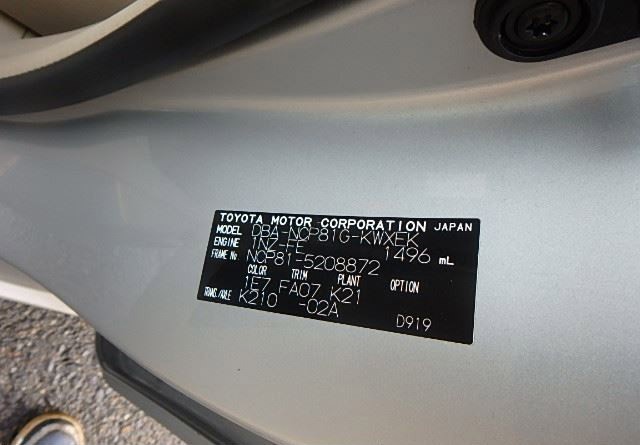 TOYOTA MOTOR CORPORATION JAPAN
MODEL DBA-NCP81G-KWXEK
ENGINE 1NZ-FE 1496 mL
FRAME No NCP81-5208872
COLOR TRIM PLANT OPTION
1E7 FA07 K21
TRANS./AXLE K210 -02A
D919